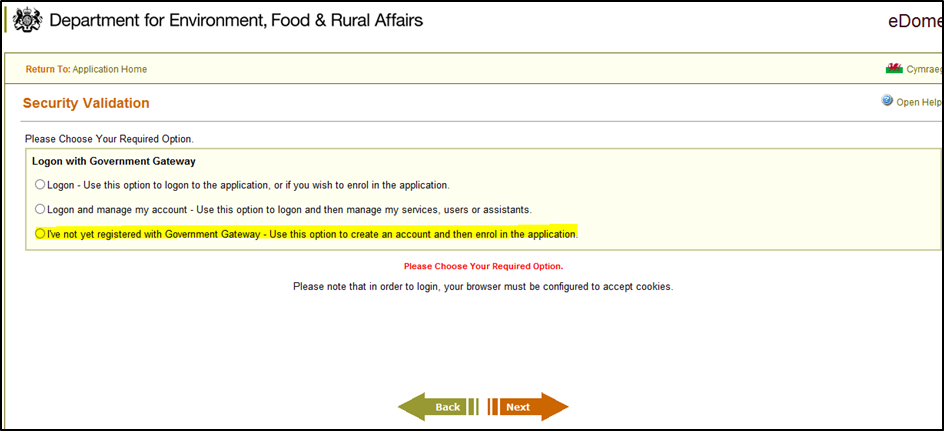 Department for Environment, Food & Rural Affairs
eDome
Return To: Application Home
Cymraeg
Security Validation
Open Help
Please Choose Your Required Option.
Logon with Government Gateway
Logon - Use this option to logon to the application, or if you wish to enrol in the application.
Logon and manage my account - Use this option to logon and then manage my services, users or assistants.
I've not yet registered with Government Gateway - Use this option to create an account and then enrol in the application.
Please Choose Your Required Option.
Please note that in order to login, your browser must be configured to accept cookies.
Back
Next